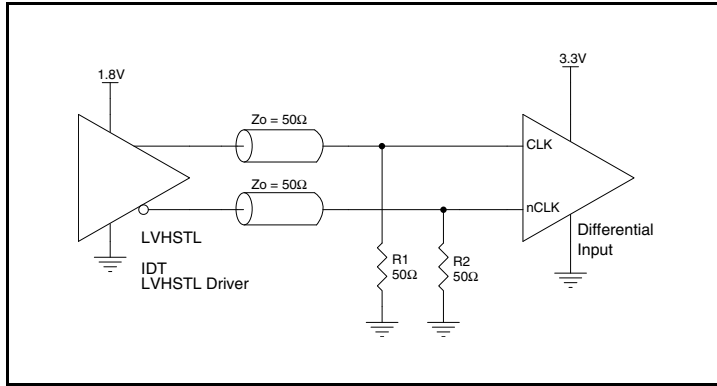 1.8V
3.3V
Zo = 50Ω
CLK
Zo = 50Ω
nCLK
LVHSTL
Differential
Input
IDT
LVHSTL Driver
R1
50Ω
R2
50Ω